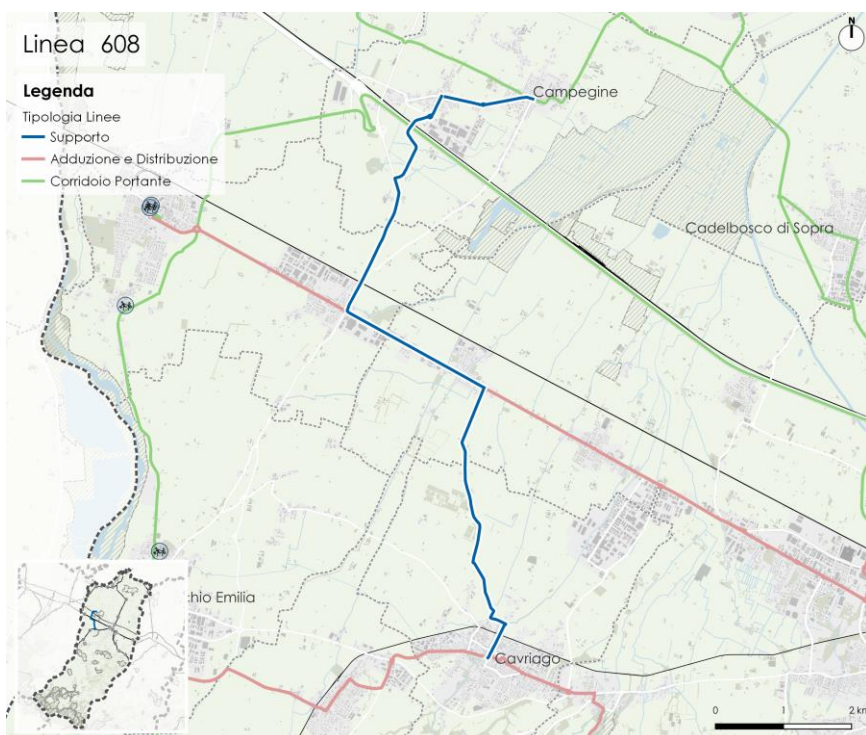 Linea 608
N
Legenda
Tipologia Linee
Supporto
Adduzione e Distribuzione
Corridoio Portante
Campegine
Cadelbosco di Sopra
chio Emilia
Cavriago
0 1 2 km